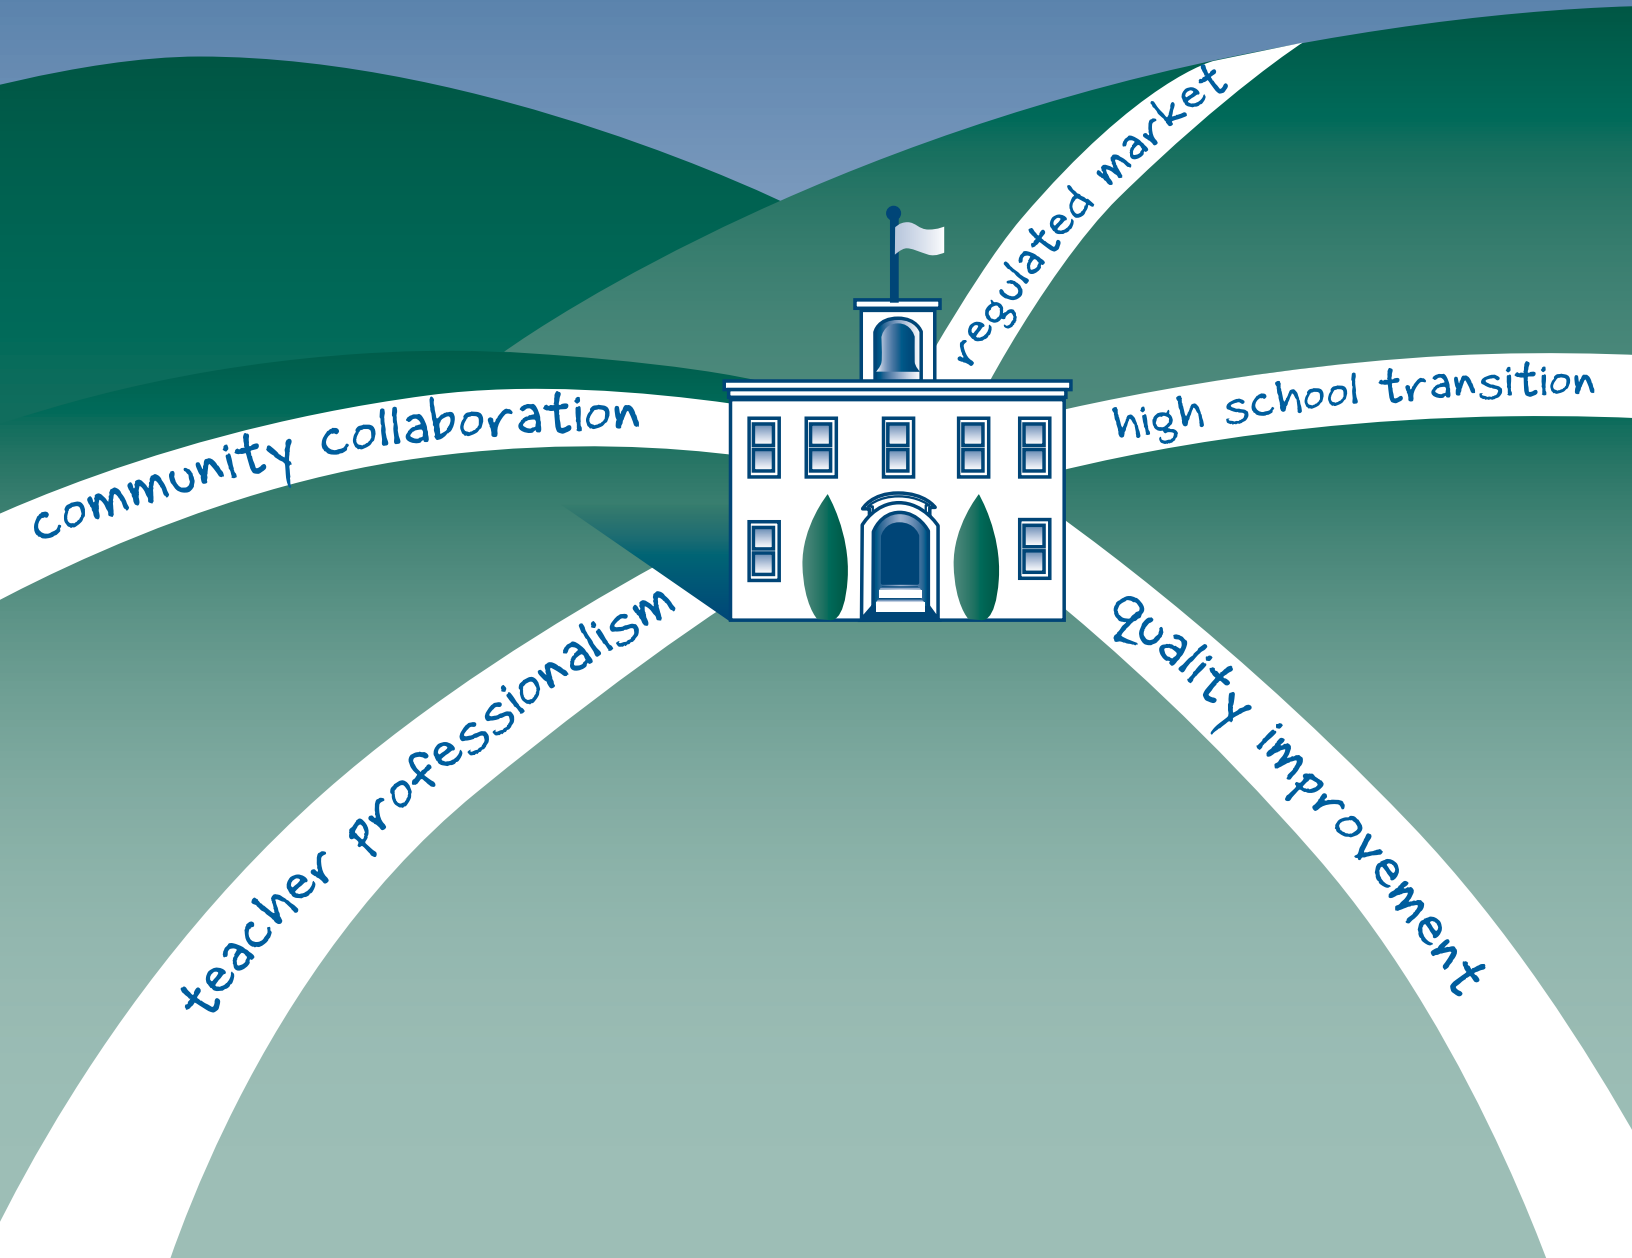 regulated market
high school transition
community collaboration
teacher professionalism
quality improvement